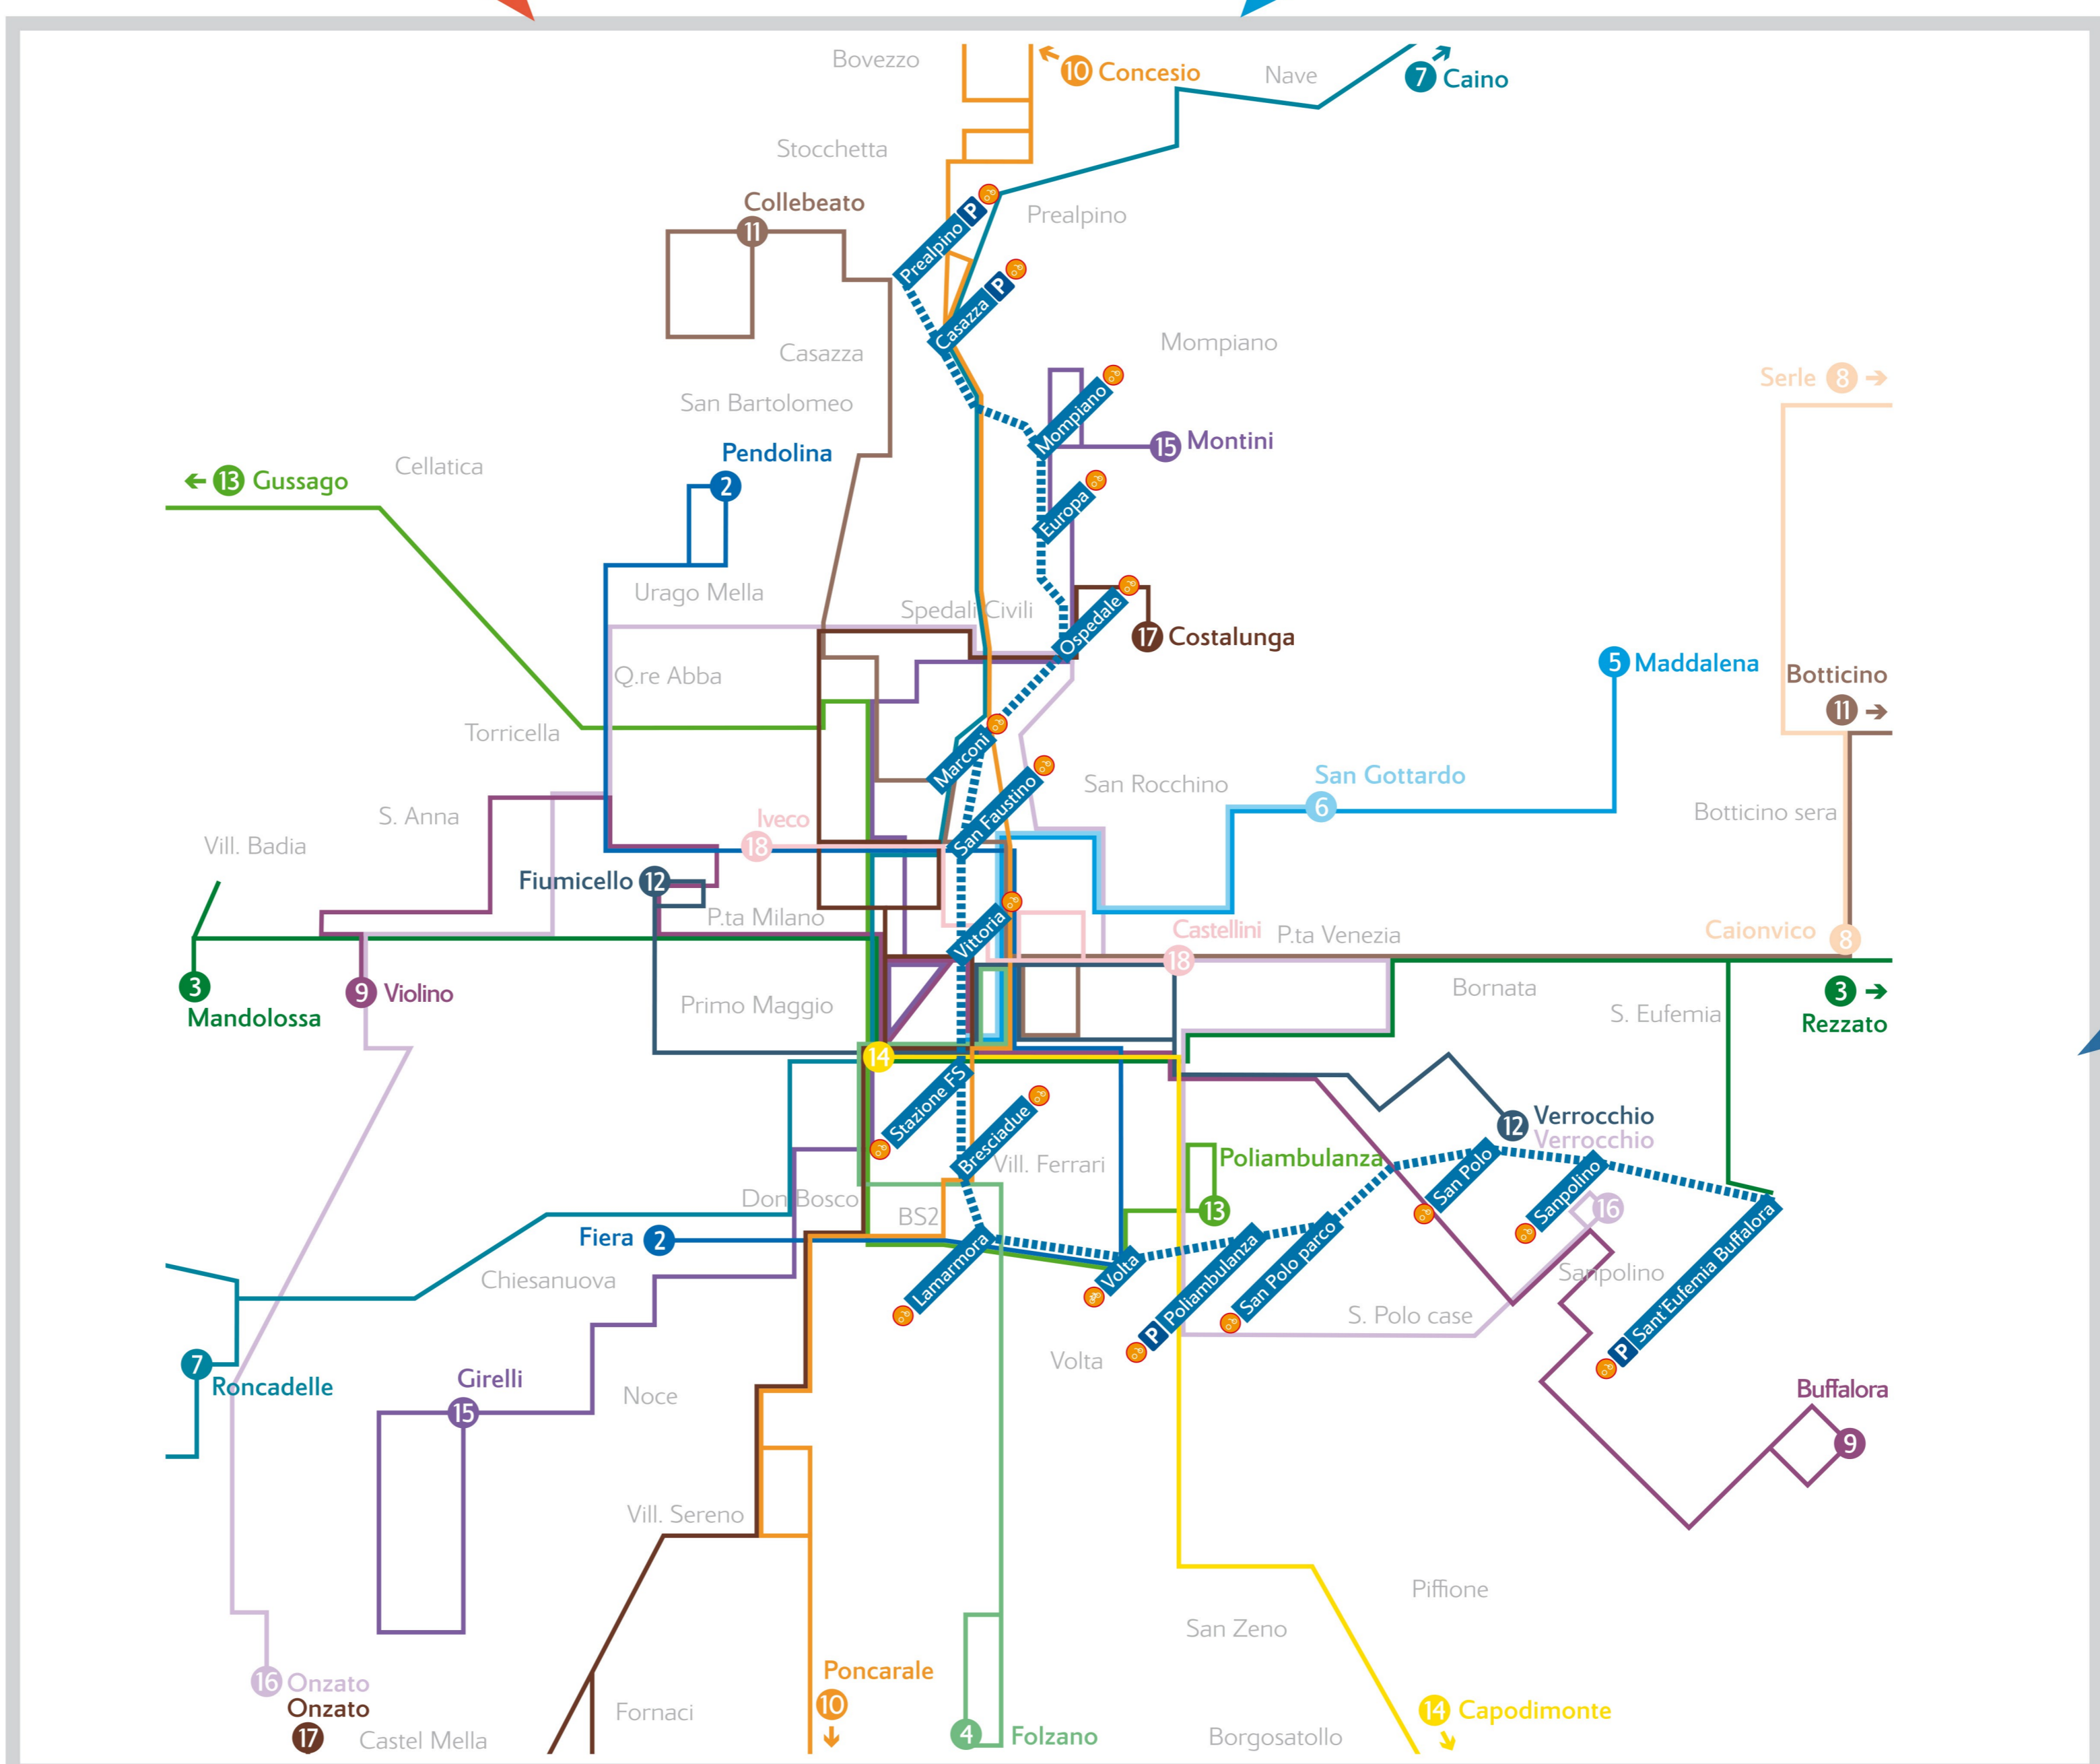 Bovezzo
10 Concesio
Nave
7 Caino
Stocchetta
Collebeato
11
Prealpino P
Prealpino
Casazza P
Casazza
Mompiano
San Bartolomeo
Mompiano
Serle 8
15 Montini
Pendolina
2
Cellatica
13 Gussago
Europa
Urago Mella
Spedali Civili
Ospedale
17 Costalunga
Q.re Abba
5 Maddalena
Botticino
11
Torricella
Marconi
San Faustino
San Rocchino
San Gottardo
6
Botticino sera
S. Anna
Iveco
18
Vill. Badia
Fiumicello 12
P.ta Milano
Vittoria
Castellini
18
P.ta Venezia
Caionvico
8
3
Mandolossa
9 Violino
Primo Maggio
Bornata
S. Eufemia
3
Rezzato
14
Stazione FS
Bresciadue
Vill. Ferrari
12 Verrocchio
Verrocchio
Poliambulanza
13
San Polo
Sanpolino
16
Don Bosco
BS2
Fiera 2
Chiesanuova
Lamarmora
Volta
P Poliambulanza
San Polo parco
Sanpolino
P Sant'Eufemia Buffalora
S. Polo case
Volta
7
Roncadelle
Girelli
15
Noce
Buffalora
9
Vill. Sereno
Piffione
San Zeno
16 Onzato
Onzato
17
Castel Mella
Fornaci
Poncarale
10
4 Folzano
Borgosatollo
14 Capodimonte